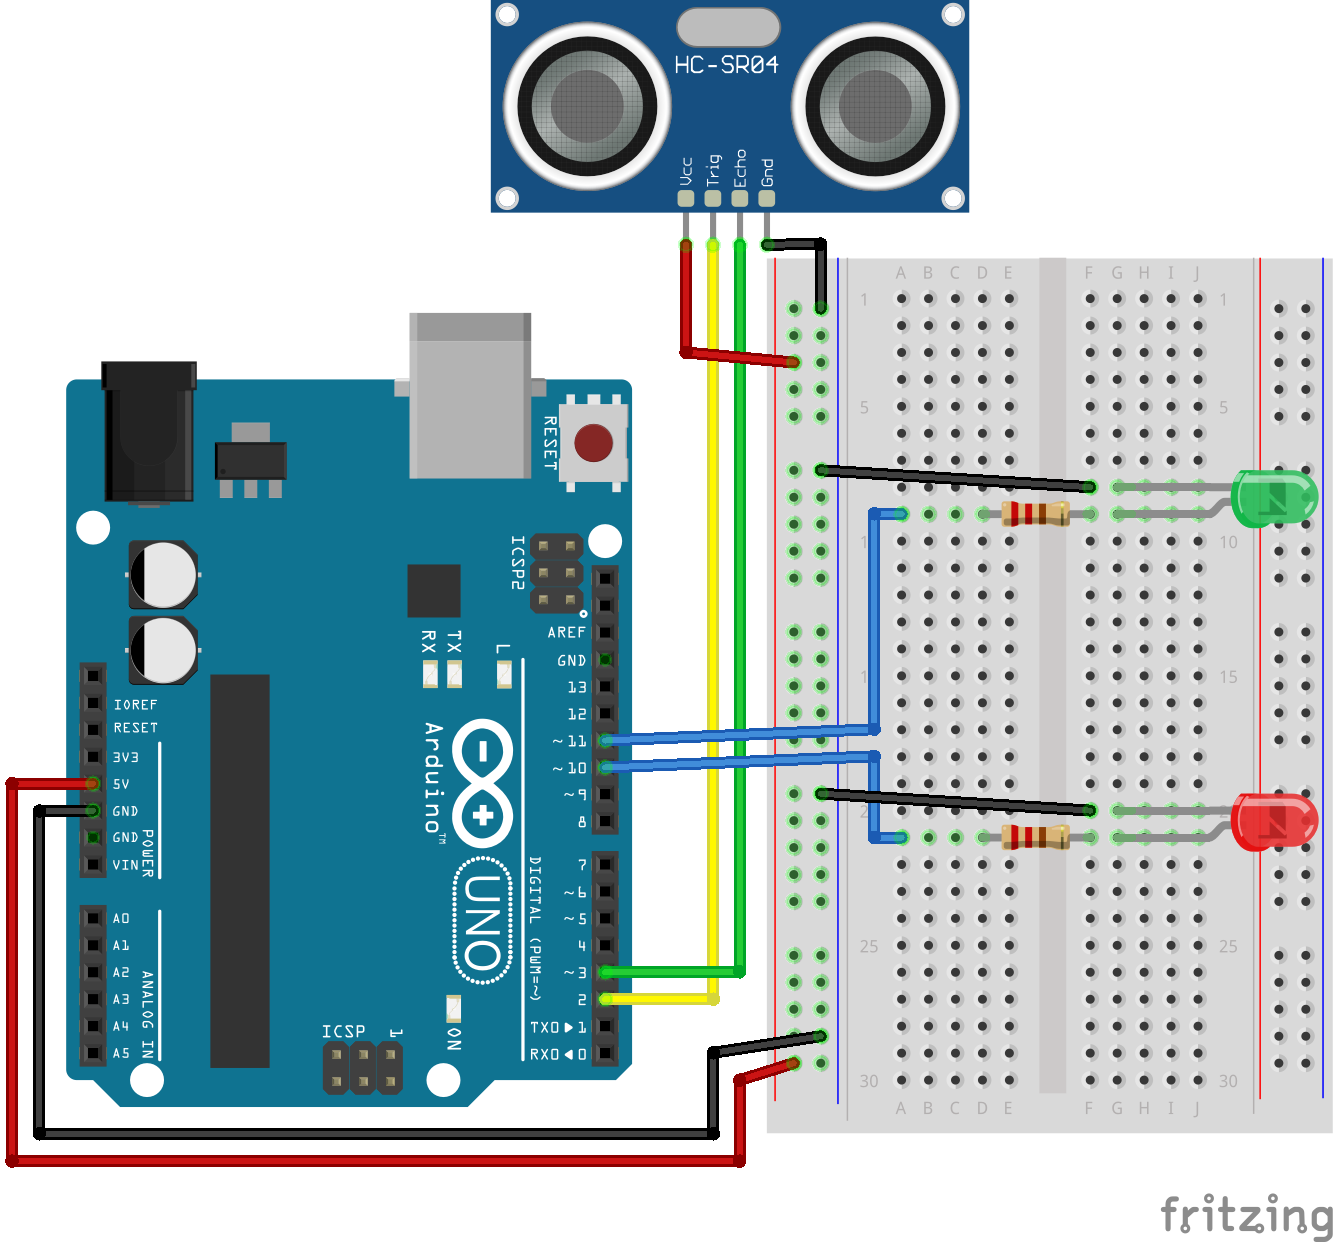 HC-SR04
Vcc
Trig
Echo
Gnd
A B C D E F G H I J
1 1
5 5
10
15
25 25
30 30
A B C D E F G H I J
RESET
ICSP2
AREF
GND
13
12
~11
~10
~9
8
7
~6
~5
4
~3
2
TX0▶1
RX0◀0
RX
TX
L
IOREF
RESET
3V3
5V
GND
GND
VIN
POWER
A0
A1
A2
A3
A4
A5
ANALOG IN
Arduino™
UNO
DIGITAL (PWM=~)
ON
ICSP
1
fritzing